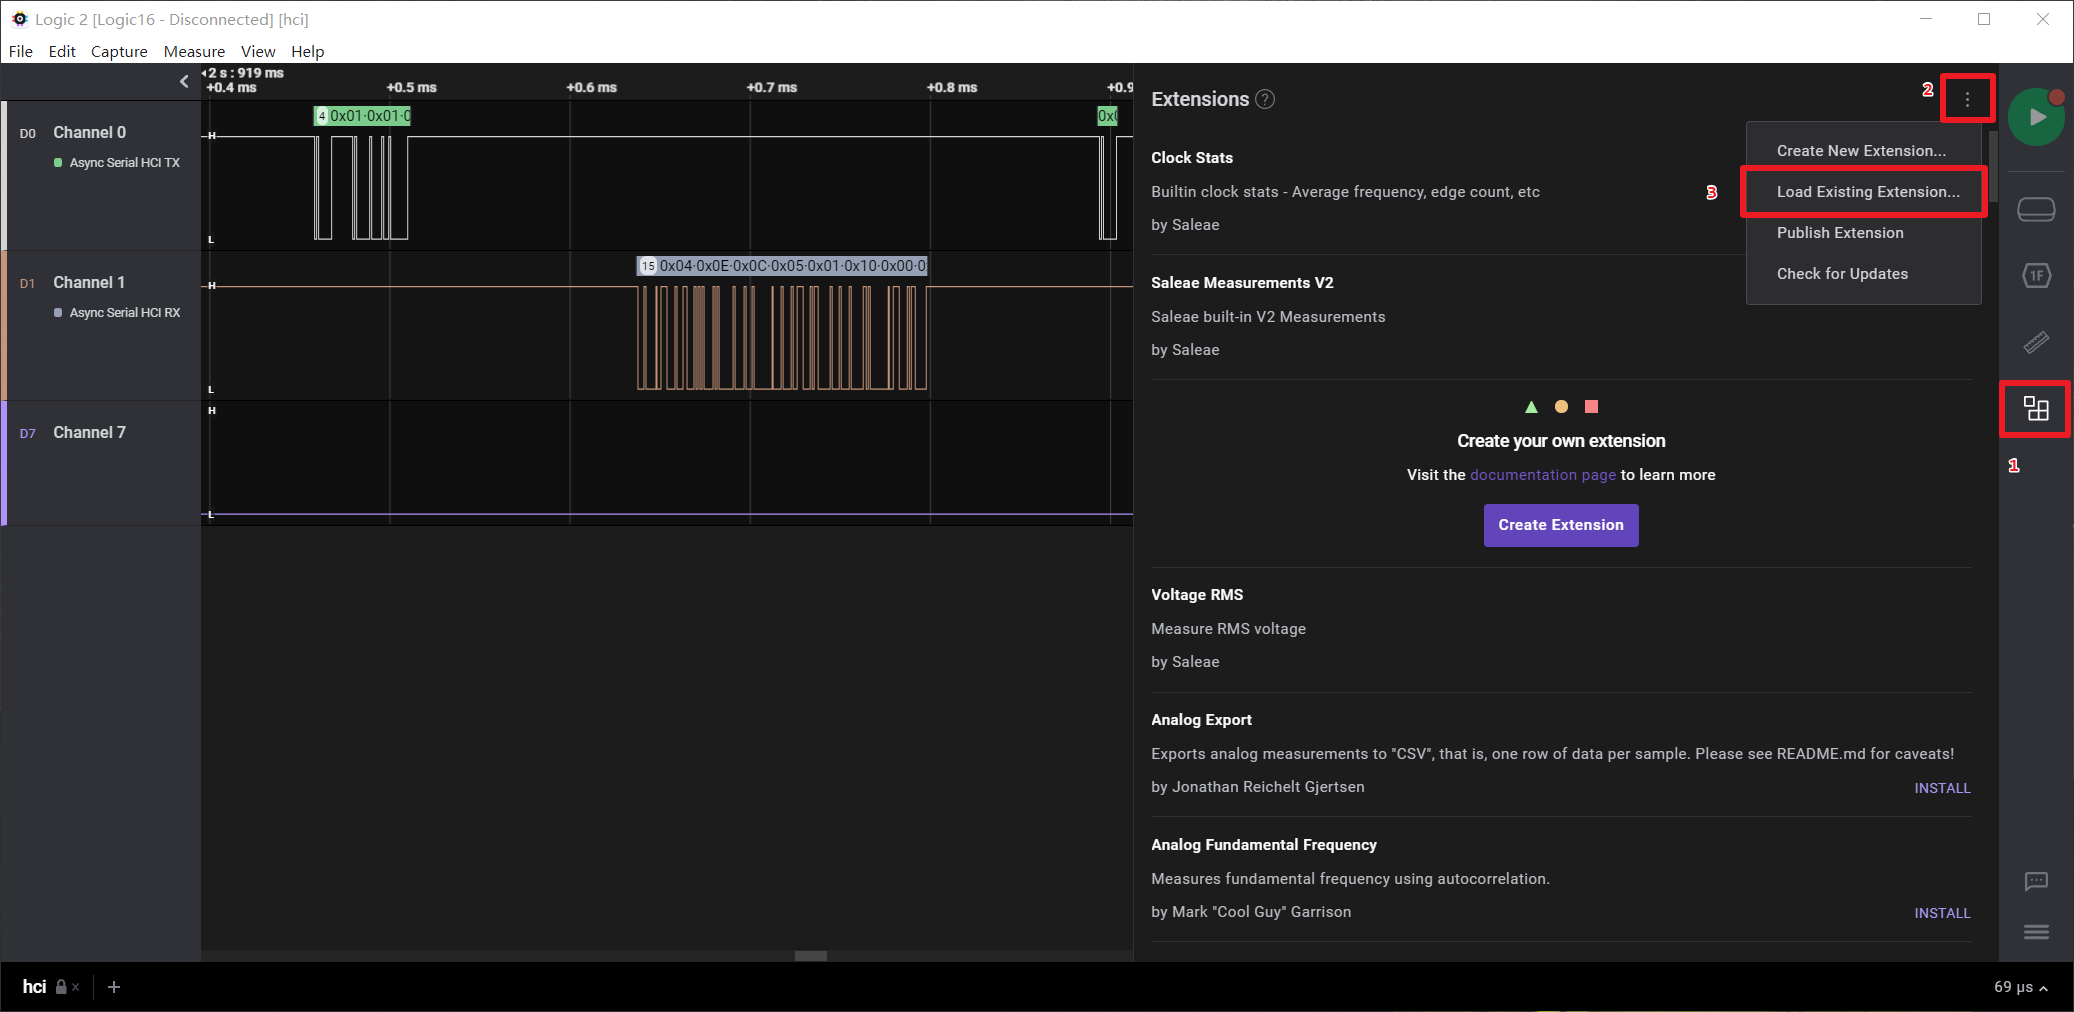 Logic 2 [Logic16 - Disconnected] [hci]
File Edit Capture Measure View Help
2 s : 919 ms
+0.4 ms +0.5 ms +0.6 ms +0.7 ms +0.8 ms +0.9
D0 Channel 0
Async Serial HCI TX
H
L
4 0x01·0x01·0
0x
D1 Channel 1
Async Serial HCI RX
H
L
15 0x04·0x0E·0x0C·0x05·0x01·0x10·0x00·0
D7 Channel 7
H
L
Extensions ?
2
Create New Extension...
3
Load Existing Extension...
Publish Extension
Check for Updates
Clock Stats
Builtin clock stats - Average frequency, edge count, etc
by Saleae
Saleae Measurements V2
Saleae built-in V2 Measurements
by Saleae
Create your own extension
Visit the documentation page to learn more
Create Extension
Voltage RMS
Measure RMS voltage
by Saleae
Analog Export
Exports analog measurements to "CSV", that is, one row of data per sample. Please see README.md for caveats!
by Jonathan Reichelt Gjertsen
INSTALL
Analog Fundamental Frequency
Measures fundamental frequency using autocorrelation.
by Mark "Cool Guy" Garrison
INSTALL
1F
1
hci × +
69 µs